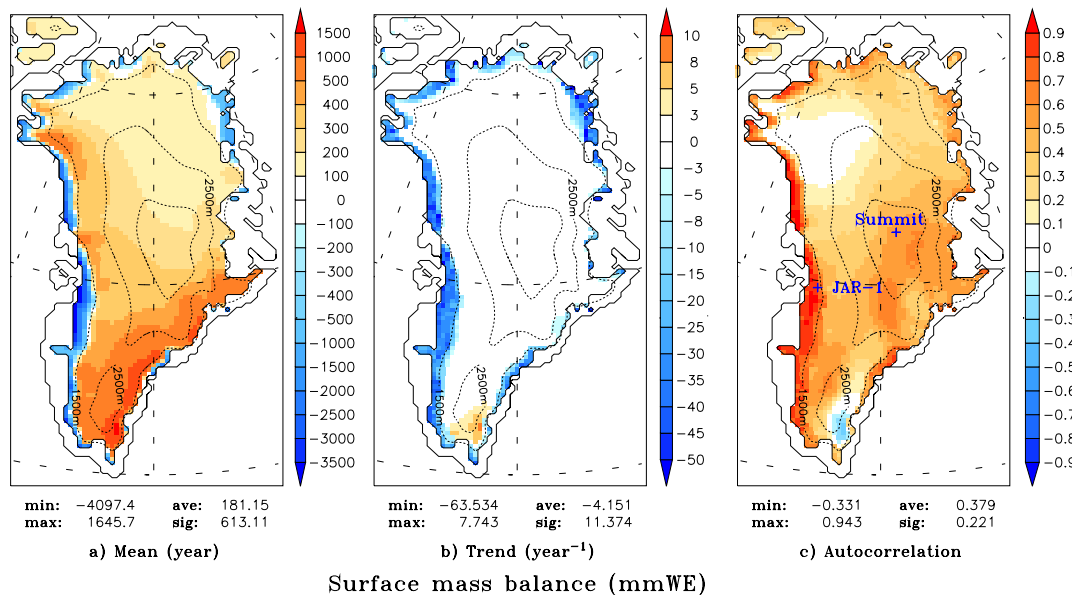 1500
1000
500
400
300
200
100
0
−100
−200
−300
−400
−500
−1000
−1500
−2000
−2500
−3000
−3500
2500m
2500m
1500m
10
8
5
3
0
−3
−5
−8
−10
−15
−20
−25
−30
−35
−40
−45
−50
2500m
2500m
1500m
0.9
0.8
0.7
0.6
0.5
0.4
0.3
0.2
0.1
0
−0.1
−0.2
−0.3
−0.4
−0.5
−0.6
−0.7
−0.8
−0.9
2500m
Summit
JAR−1
2500m
1500m
min: −4097.4 ave: 181.15
max: 1645.7 sig: 613.11
a) Mean (year)
min: −63.534 ave: −4.151
max: 7.743 sig: 11.374
b) Trend (year⁻¹)
min: −0.331 ave: 0.379
max: 0.943 sig: 0.221
c) Autocorrelation
Surface mass balance (mmWE)